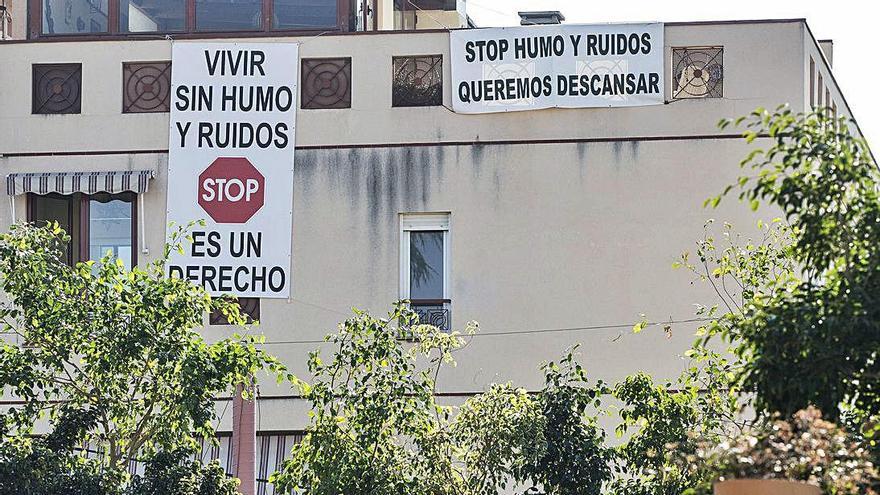 VIVIR
SIN HUMO
Y RUIDOS
STOP
ES UN
DERECHO
STOP HUMO Y RUIDOS
QUEREMOS DESCANSAR